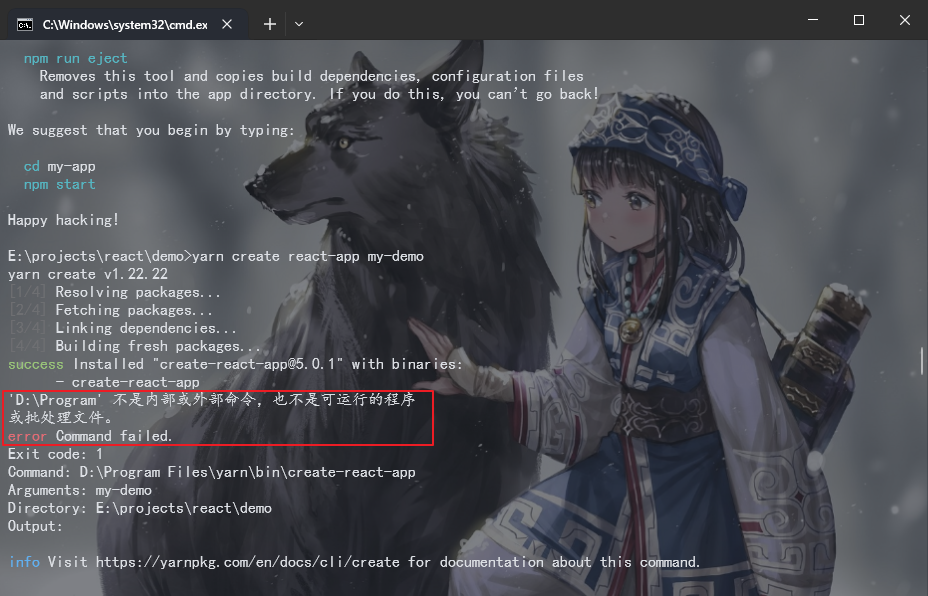 C:\Windows\system32\cmd.ex
npm run eject
Removes this tool and copies build dependencies, configuration files
and scripts into the app directory. If you do this, you can't go back!
We suggest that you begin by typing:
cd my-app
npm start
Happy hacking!
E:\projects\react\demo>yarn create react-app my-demo
yarn create v1.22.22
[1/4] Resolving packages...
[2/4] Fetching packages...
[3/4] Linking dependencies...
[4/4] Building fresh packages...
success Installed "create-react-app@5.0.1" with binaries:
- create-react-app
'D:\Program' 不是内部或外部命令，也不是可运行的程序
或批处理文件。
error Command failed.
Exit code: 1
Command: D:\Program Files\yarn\bin\create-react-app
Arguments: my-demo
Directory: E:\projects\react\demo
Output:
info Visit https://yarnpkg.com/en/docs/cli/create for documentation about this command.